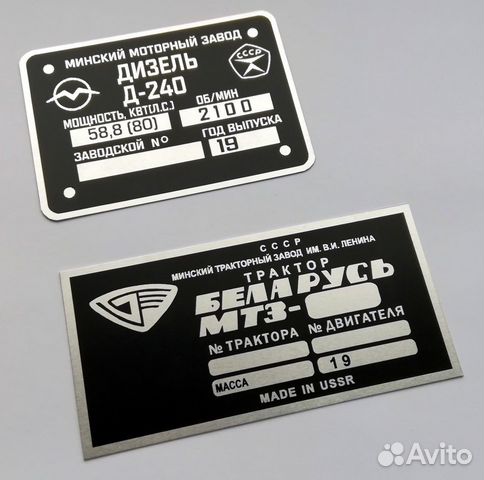 МИНСКИЙ МОТОРНЫЙ ЗАВОД
ДИЗЕЛЬ
Д-240
СССР
МОЩНОСТЬ, КВТ(Л.С.) ОБ/МИН
58,8 (80) 2100
ЗАВОДСКОЙ № ГОД ВЫПУСКА
19
СССР
МИНСКИЙ ТРАКТОРНЫЙ ЗАВОД ИМ. В.И. ЛЕНИНА
ТРАКТОР
БЕЛАРУСЬ
МТЗ-
№ ТРАКТОРА № ДВИГАТЕЛЯ
МАССА 19
MADE IN USSR
Avito